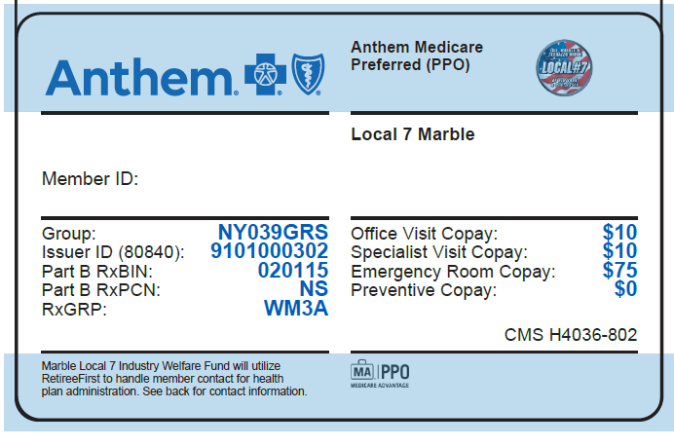 Anthem.
Anthem Medicare
Preferred (PPO)
LOCAL#7
Local 7 Marble
Member ID:
Group: NY039GRS
Issuer ID (80840): 9101000302
Part B RxBIN: 020115
Part B RxPCN: NS
RxGRP: WM3A
Office Visit Copay: $10
Specialist Visit Copay: $10
Emergency Room Copay: $75
Preventive Copay: $0
CMS H4036-802
Marble Local 7 Industry Welfare Fund will utilize
RetireeFirst to handle member contact for health
plan administration. See back for contact information.
MA PPO
MEDICARE ADVANTAGE